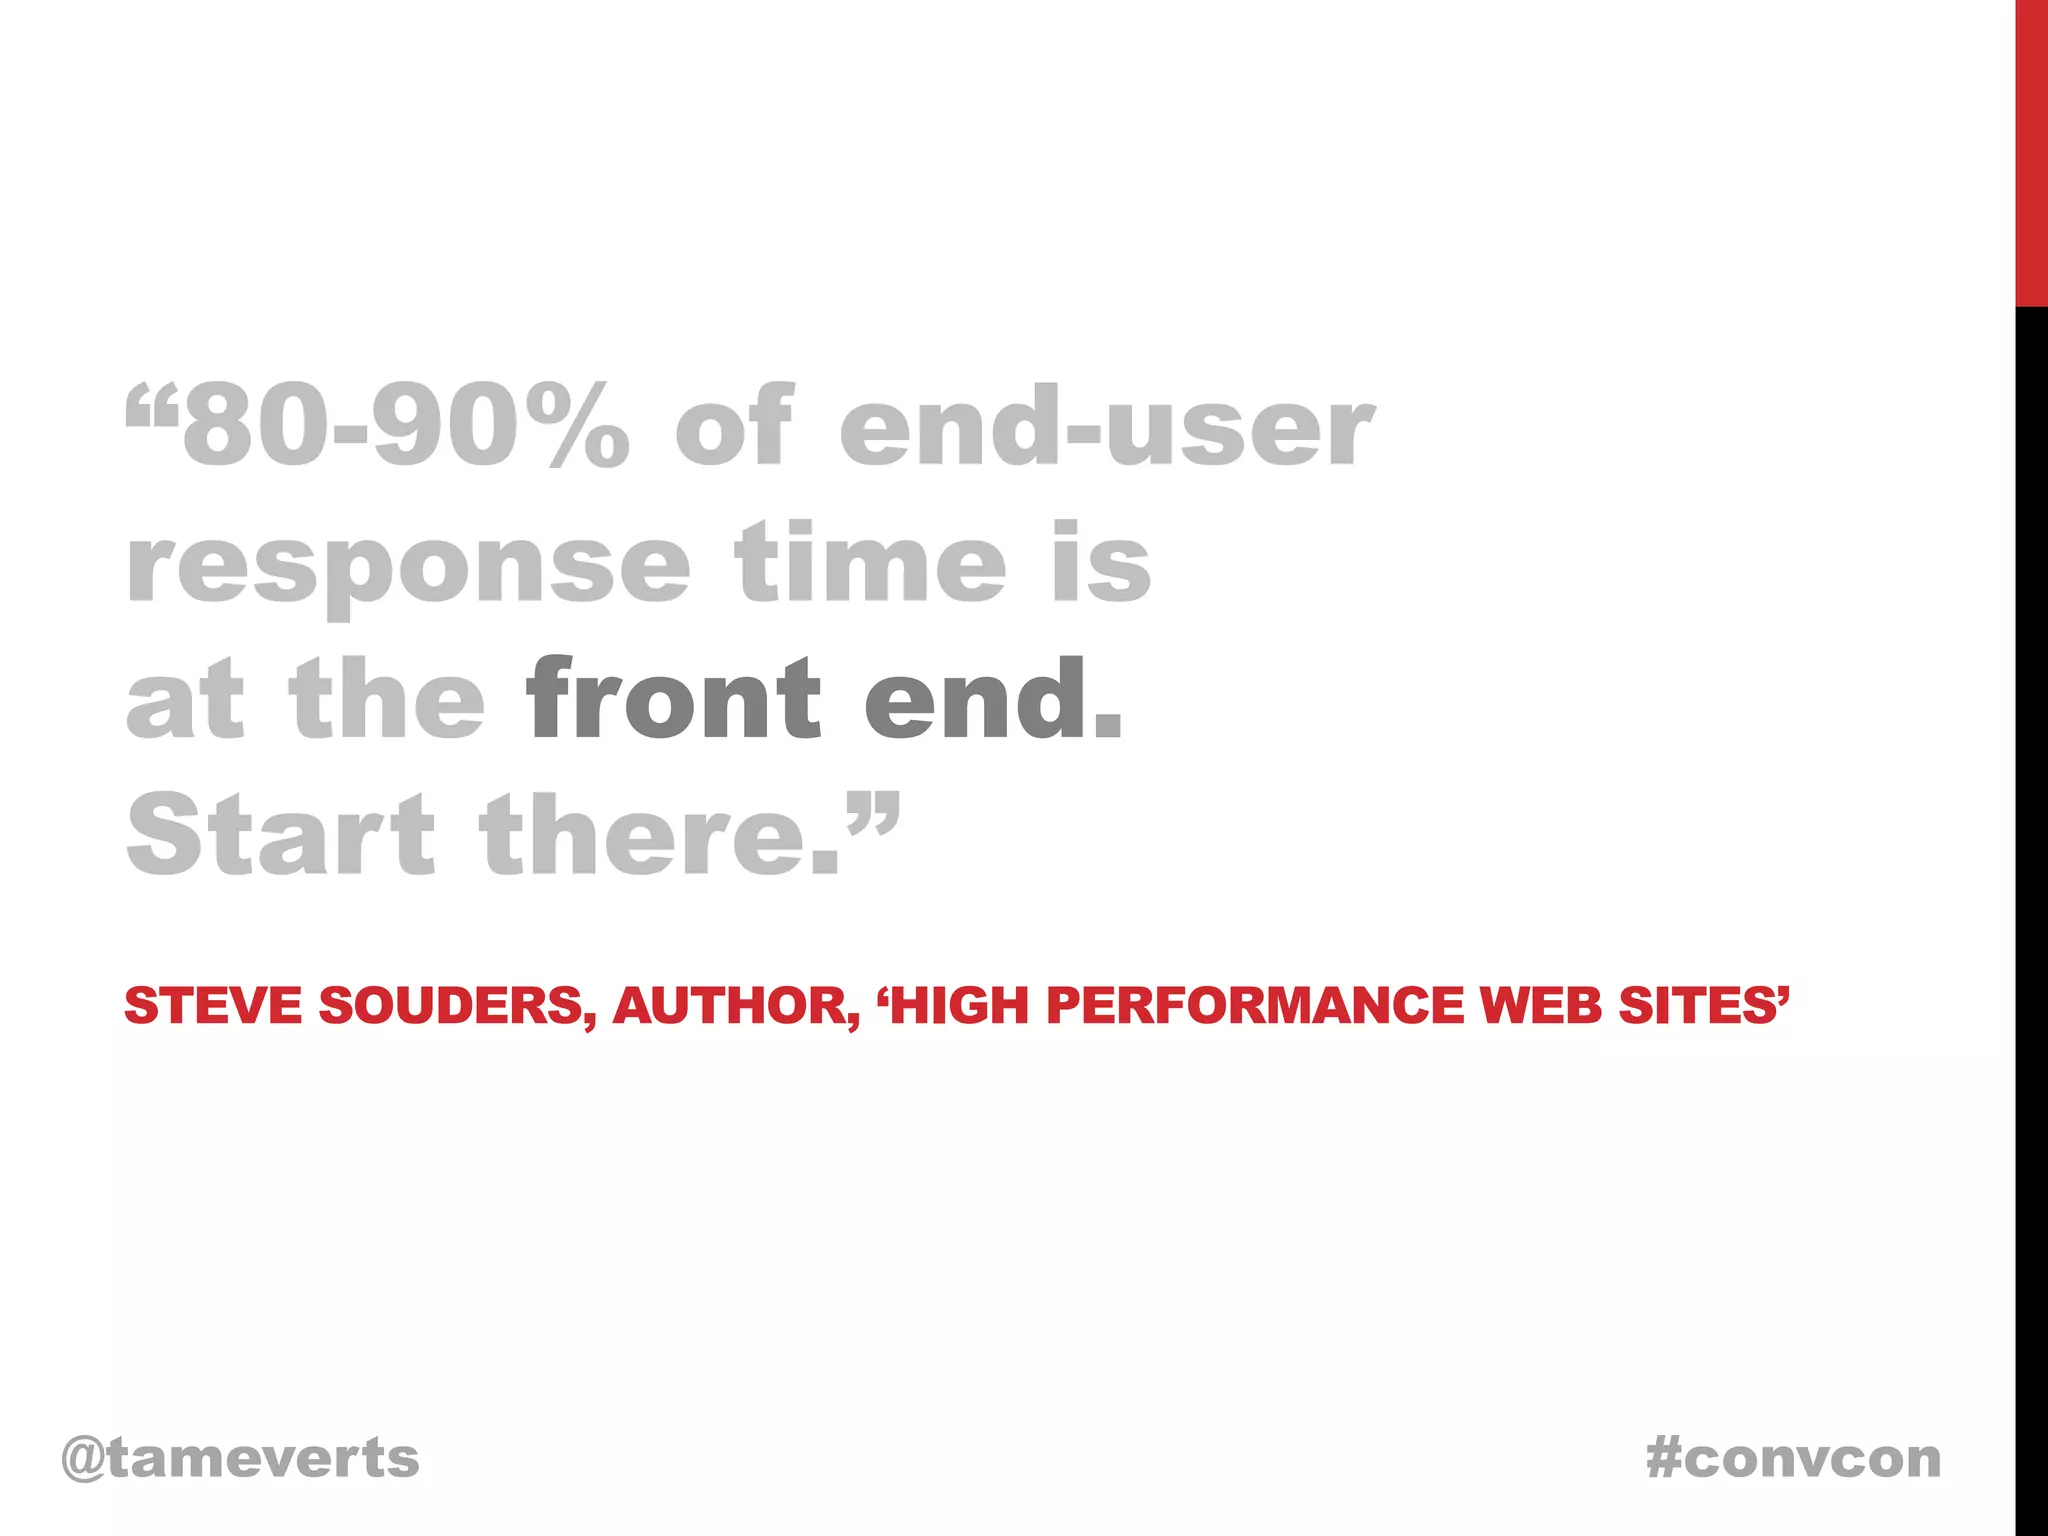 “80-90% of end-user
response time is
at the front end.
Start there.”
STEVE SOUDERS, AUTHOR, ‘HIGH PERFORMANCE WEB SITES’
@tameverts
#convcon